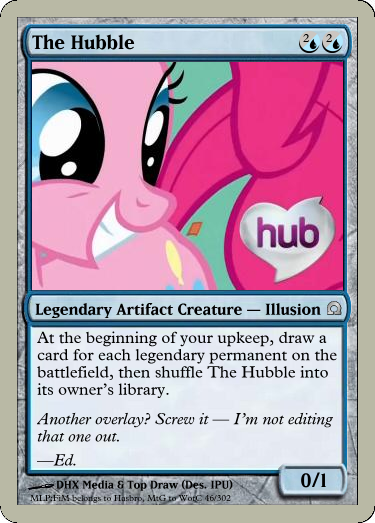 The Hubble
2 2
hub
Legendary Artifact Creature — Illusion
At the beginning of your upkeep, draw a
card for each legendary permanent on the
battlefield, then shuffle The Hubble into
its owner's library.
Another overlay? Screw it — I'm not editing
that one out.
—Ed.
DHX Media & Top Draw (Des. IPU)
MLP:FiM belongs to Hasbro, MtG to WotC 46/302
0/1